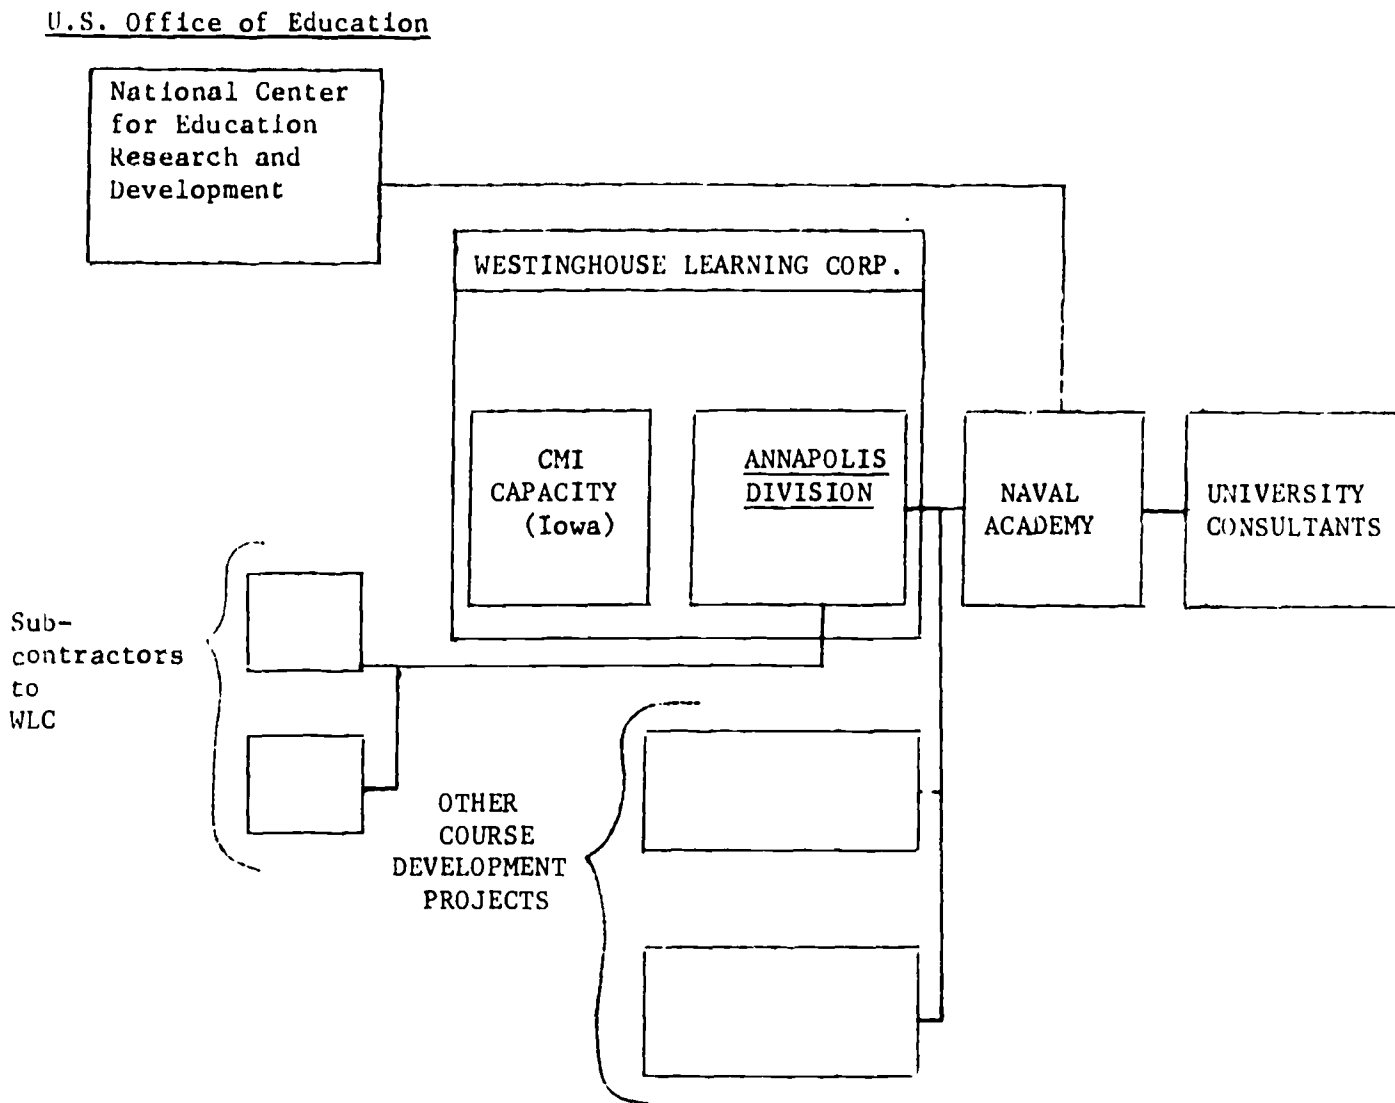 U.S. Office of Education
National Center
for Education
Research and
Development
WESTINGHOUSE LEARNING CORP.
CMI
CAPACITY
(Iowa)
ANNAPOLIS
DIVISION
NAVAL
ACADEMY
UNIVERSITY
CONSULTANTS
Sub-
contractors
to
WLC
OTHER
COURSE
DEVELOPMENT
PROJECTS